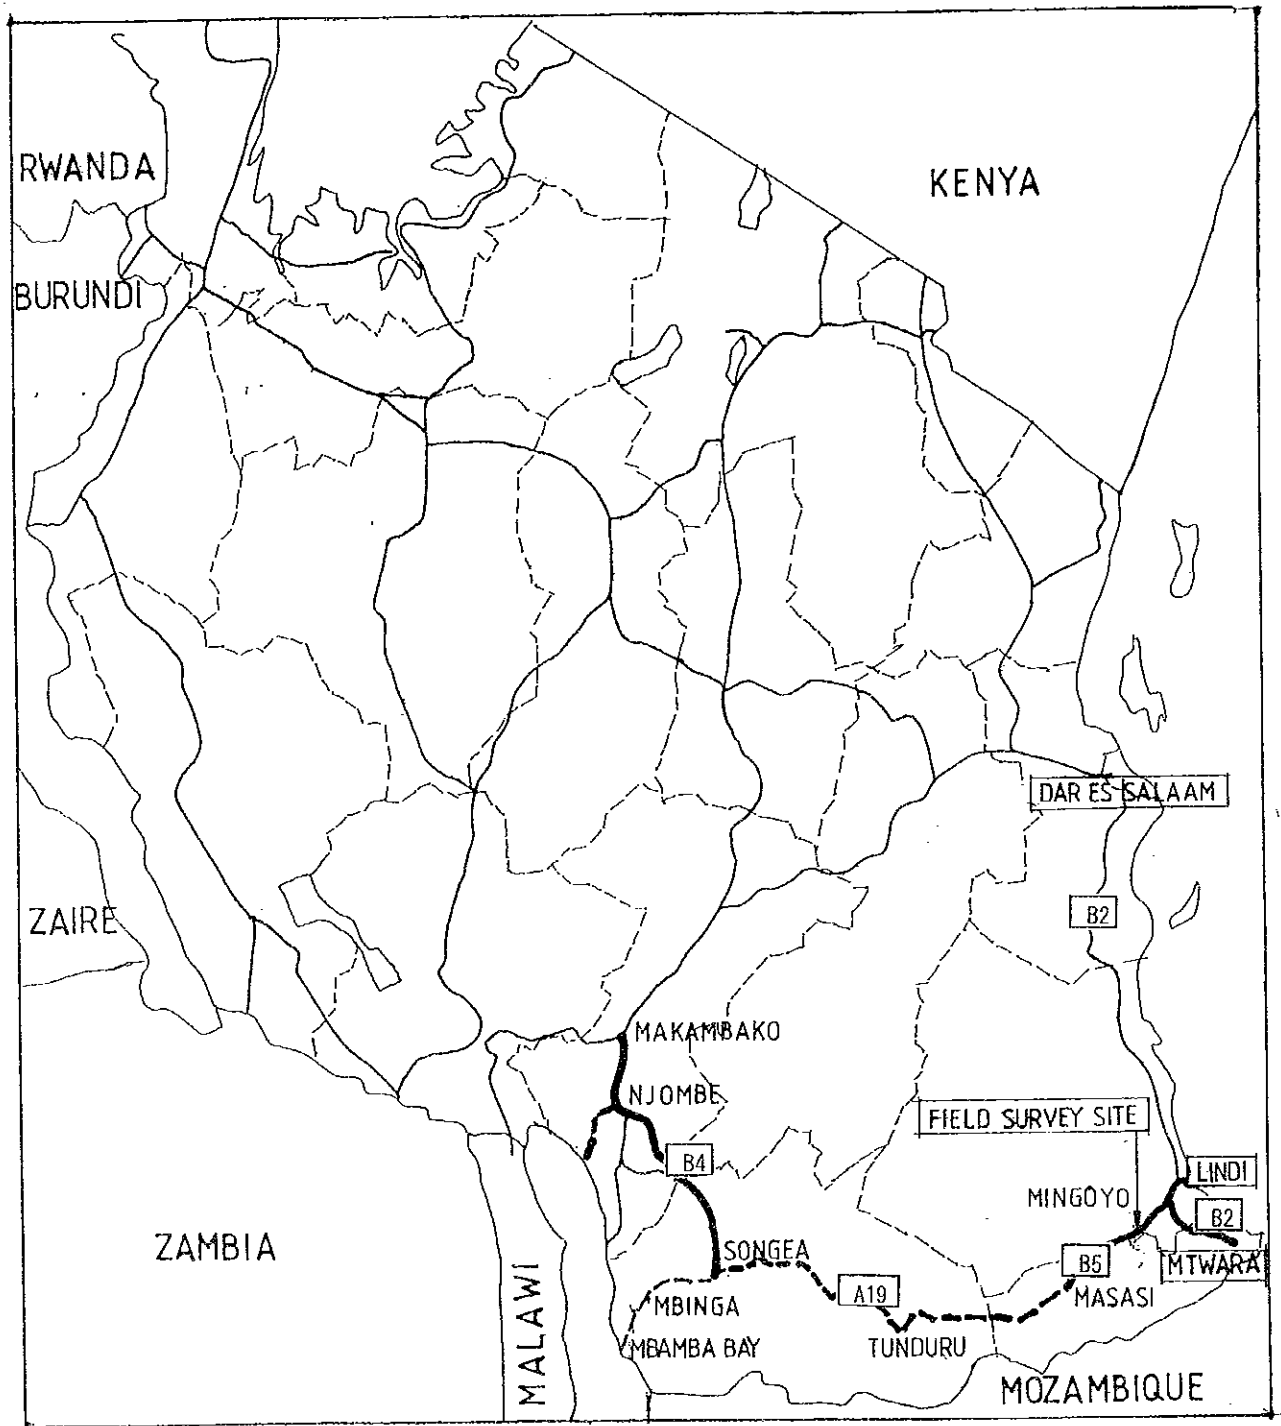 RWANDA
KENYA
BURUNDI
DAR ES SALAAM
B2
ZAIRE
MAKAMBAKO
NJOMBE
FIELD SURVEY SITE
B4
LINDI
MINGOYO
B2
ZAMBIA
SONGEA
B5
MTWARA
A19
MBINGA
MASASI
MALAWI
MBAMBA BAY
TUNDURU
MOZAMBIQUE